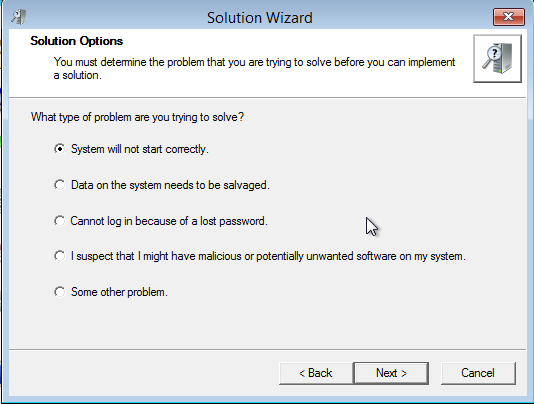 Solution Wizard
Solution Options
You must determine the problem that you are trying to solve before you can implement
a solution.
What type of problem are you trying to solve?
System will not start correctly.
Data on the system needs to be salvaged.
Cannot log in because of a lost password.
I suspect that I might have malicious or potentially unwanted software on my system.
Some other problem.
< Back
Next >
Cancel